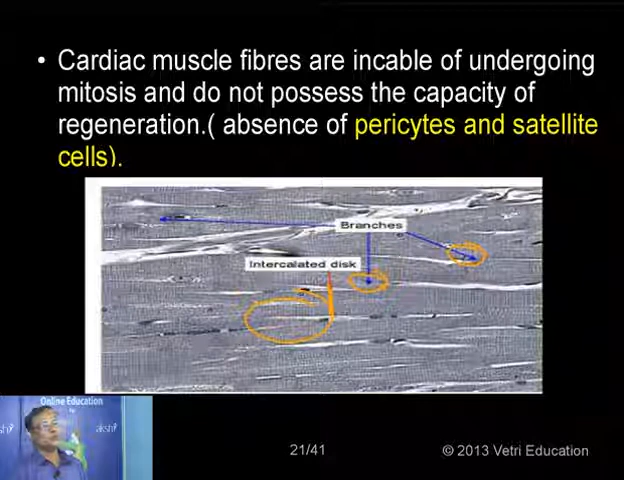 • Cardiac muscle fibres are incable of undergoing
mitosis and do not possess the capacity of
regeneration.( absence of pericytes and satellite
cells).
Branches
Intercalated disk
Online Education
21/41
© 2013 Vetri Education